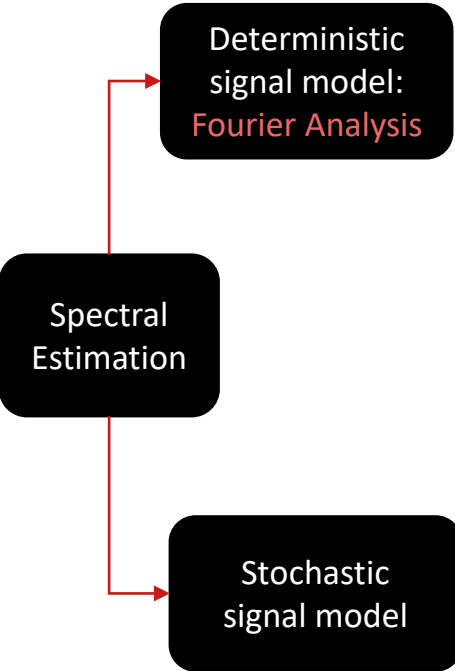 Deterministic
signal model:
Fourier Analysis
Spectral
Estimation
Stochastic
signal model